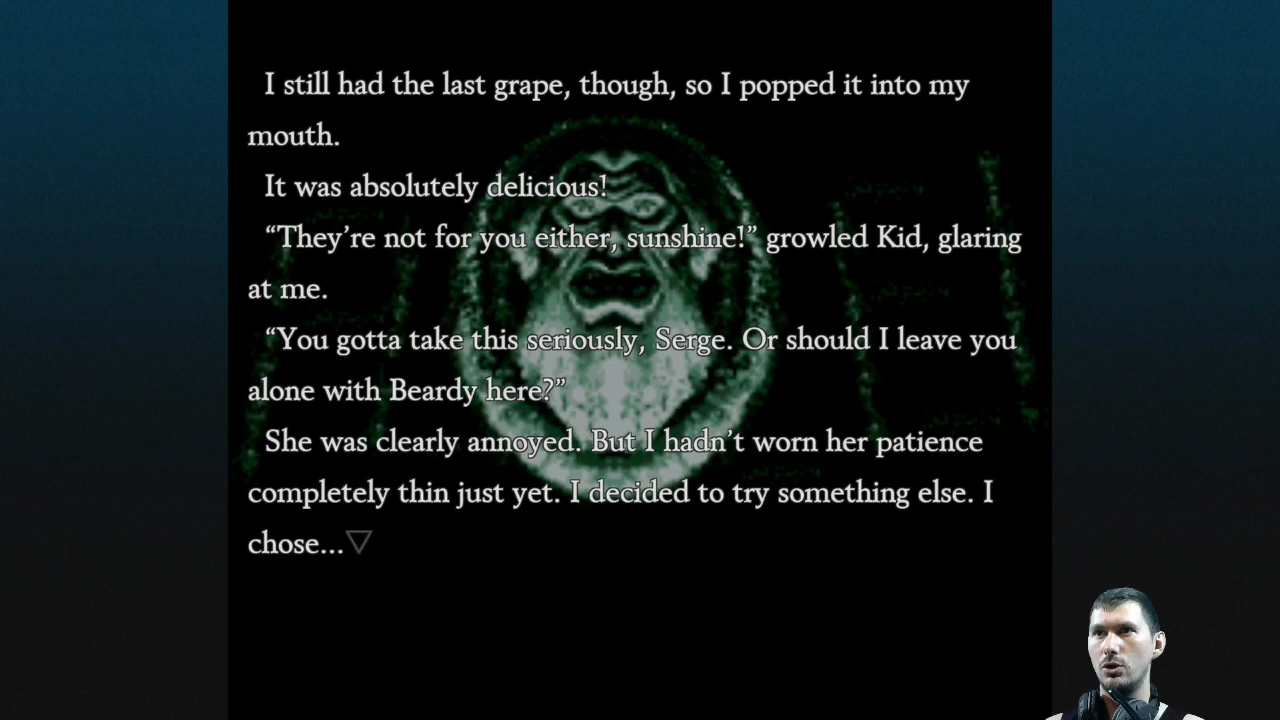 I still had the last grape, though, so I popped it into my
mouth.
It was absolutely delicious!
“They’re not for you either, sunshine!” growled Kid, glaring
at me.
“You gotta take this seriously, Serge. Or should I leave you
alone with Beardy here?”
She was clearly annoyed. But I hadn’t worn her patience
completely thin just yet. I decided to try something else. I
chose...